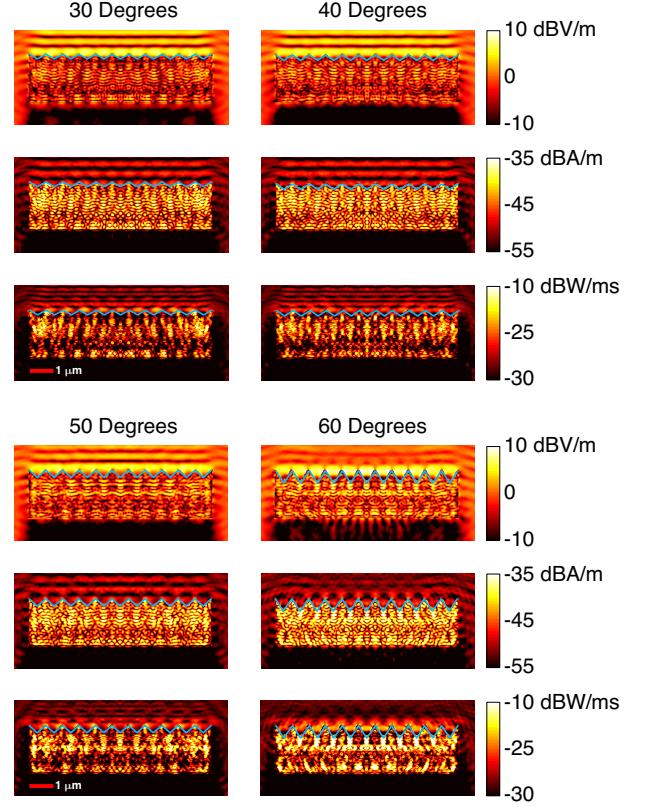 30 Degrees
40 Degrees
10 dBV/m
0
-10
-35 dBA/m
-45
-55
-10 dBW/ms
-25
-30
1 μm
50 Degrees
60 Degrees
10 dBV/m
0
-10
-35 dBA/m
-45
-55
-10 dBW/ms
-25
-30
1 μm